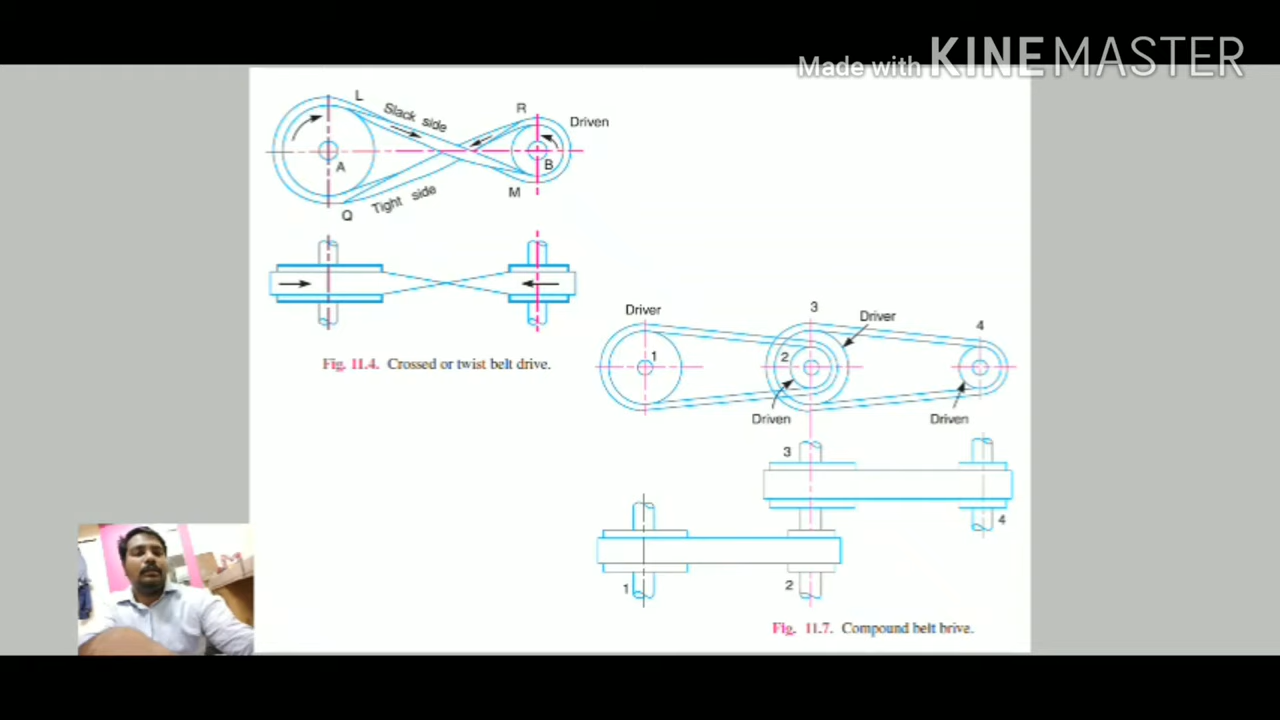 Made with KINEMASTER
L
Slack side
R
Driven
A
B
Q
Tight side
M
Fig. 11.4. Crossed or twist belt drive.
Driver
3
Driver
4
1
2
Driven
Driven
3
4
1
2
Fig. 11.7. Compound belt brive.